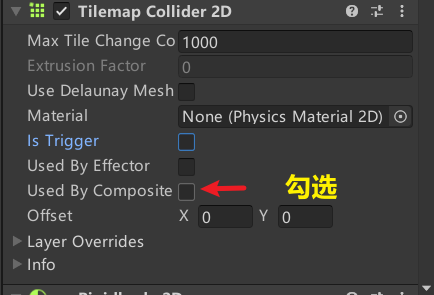 Tilemap Collider 2D
Max Tile Change Co 1000
Extrusion Factor 0
Use Delaunay Mesh
Material None (Physics Material 2D)
Is Trigger
Used By Effector
Used By Composite 勾选
Offset X 0 Y 0
Layer Overrides
Info